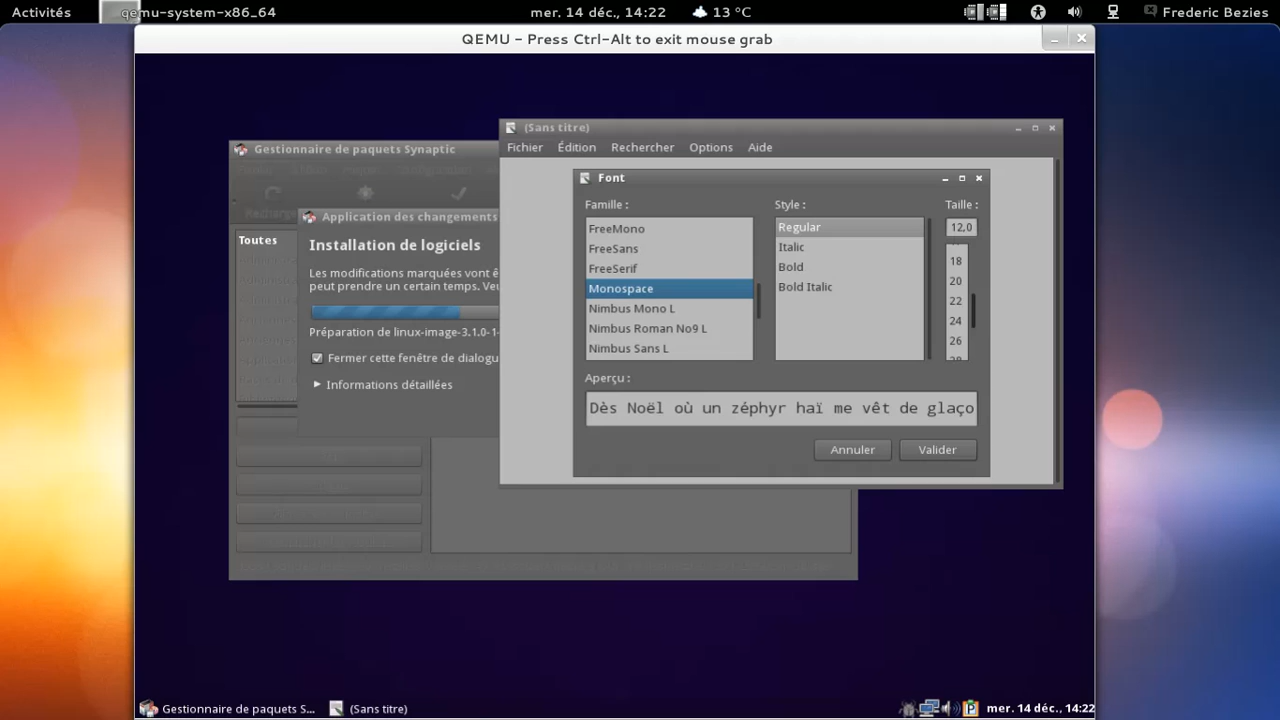 Activités
qemu-system-x86_64
mer. 14 déc., 14:22
13 °C
Frederic Bezies
QEMU - Press Ctrl-Alt to exit mouse grab
Gestionnaire de paquets Synaptic
Toutes
Application des changements
Installation de logiciels
Les modifications marquées vont
peut prendre un certain temps.
Préparation de linux-image-3.1.0-1-
Fermer cette fenêtre de dialogu
Informations détaillées
(Sans titre)
Fichier Édition Rechercher Options Aide
Font
Famille :
FreeMono
FreeSans
FreeSerif
Monospace
Nimbus Mono L
Nimbus Roman No9 L
Nimbus Sans L
Style :
Regular
Italic
Bold
Bold Italic
Taille :
12,0
18
20
22
24
26
Aperçu :
Dès Noël où un zéphyr haï me vêt de glaço
Annuler
Valider
Gestionnaire de paquets S...
(Sans titre)
mer. 14 déc., 14:22